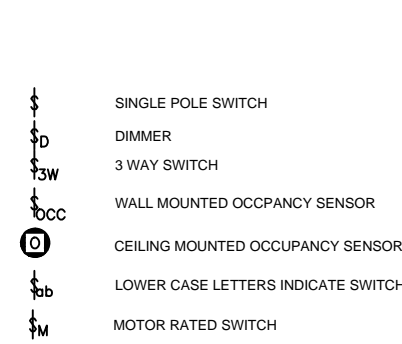 $ SINGLE POLE SWITCH
$D DIMMER
$3W 3 WAY SWITCH
$OCC WALL MOUNTED OCCPANCY SENSOR
O CEILING MOUNTED OCCUPANCY SENSOR
$ab LOWER CASE LETTERS INDICATE SWITCH
$M MOTOR RATED SWITCH